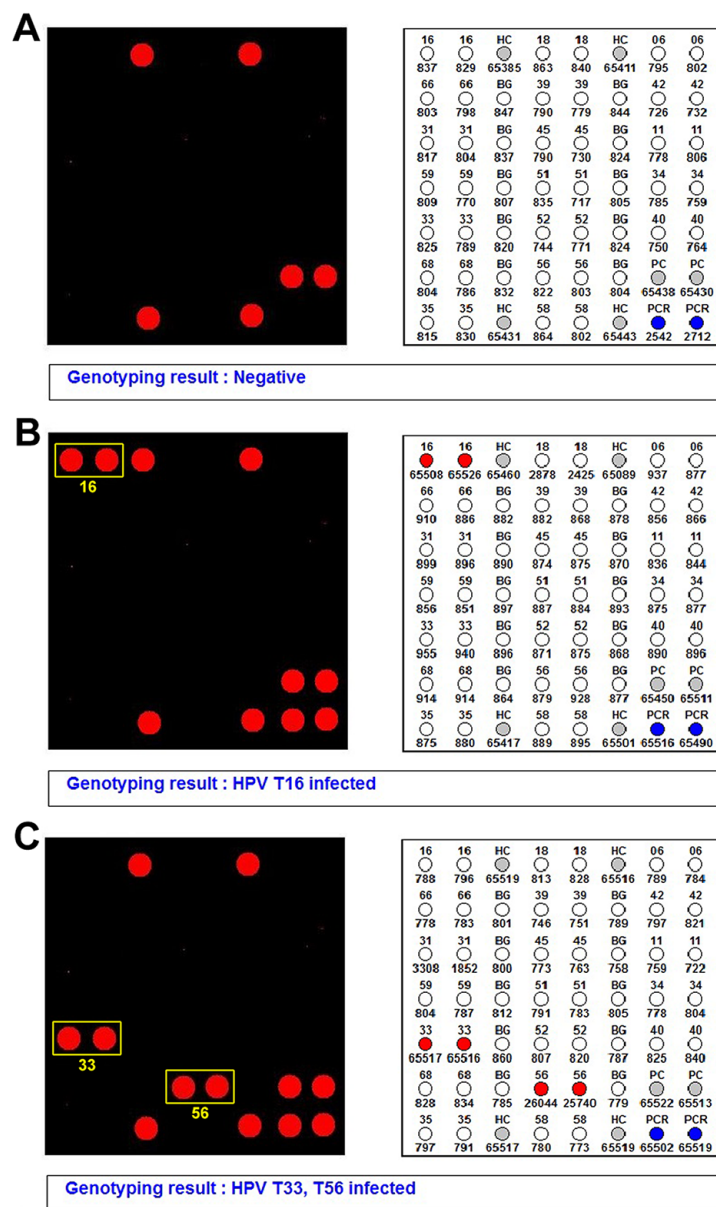 A
16 16 HC 18 18 HC 06 06
837 829 65385 863 840 65411 795 802
66 66 BG 39 39 BG 42 42
803 798 847 790 779 844 726 732
31 31 BG 45 45 BG 11 11
817 804 837 790 730 824 778 806
59 59 BG 51 51 BG 34 34
809 770 807 835 717 805 785 759
33 33 BG 52 52 BG 40 40
825 789 820 744 771 824 750 764
68 68 BG 56 56 BG PC PC
804 786 832 822 803 804 65438 65430
35 35 HC 58 58 HC PCR PCR
815 830 65431 864 802 65443 2542 2712
Genotyping result : Negative
B
16
16 16 HC 18 18 HC 06 06
65508 65526 65460 2878 2425 65089 937 877
66 66 BG 39 39 BG 42 42
910 886 882 882 868 878 856 866
31 31 BG 45 45 BG 11 11
899 896 890 874 875 870 836 844
59 59 BG 51 51 BG 34 34
856 851 897 887 884 893 875 877
33 33 BG 52 52 BG 40 40
955 940 896 871 875 868 890 896
68 68 BG 56 56 BG PC PC
914 914 864 879 928 877 65450 65511
35 35 HC 58 58 HC PCR PCR
875 880 65417 889 895 65501 65516 65490
Genotyping result : HPV T16 infected
C
33
56
16 16 HC 18 18 HC 06 06
788 796 65519 813 828 65516 789 784
66 66 BG 39 39 BG 42 42
778 783 801 746 751 789 797 821
31 31 BG 45 45 BG 11 11
3308 1852 800 773 763 758 759 722
59 59 BG 51 51 BG 34 34
804 787 812 791 783 805 778 804
33 33 BG 52 52 BG 40 40
65517 65516 860 807 820 787 825 840
68 68 BG 56 56 BG PC PC
828 834 785 26044 25740 779 65522 65513
35 35 HC 58 58 HC PCR PCR
797 791 65517 780 773 65519 65502 65519
Genotyping result : HPV T33, T56 infected